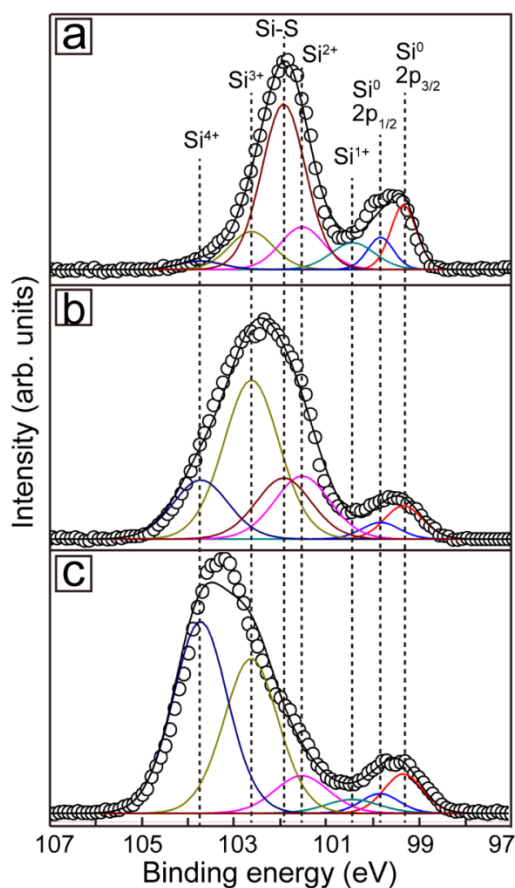 a
Si-S
Si³⁺
Si²⁺
Si⁰
2p₃/₂
Si⁰
2p₁/₂
Si⁴⁺
Si¹⁺
b
c
Intensity (arb. units)
107 105 103 101 99 97
Binding energy (eV)